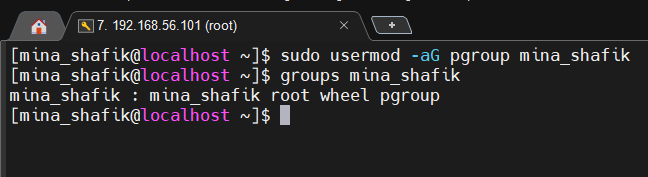 7. 192.168.56.101 (root)
[mina_shafik@localhost ~]$ sudo usermod -aG pgroup mina_shafik
[mina_shafik@localhost ~]$ groups mina_shafik
mina_shafik : mina_shafik root wheel pgroup
[mina_shafik@localhost ~]$